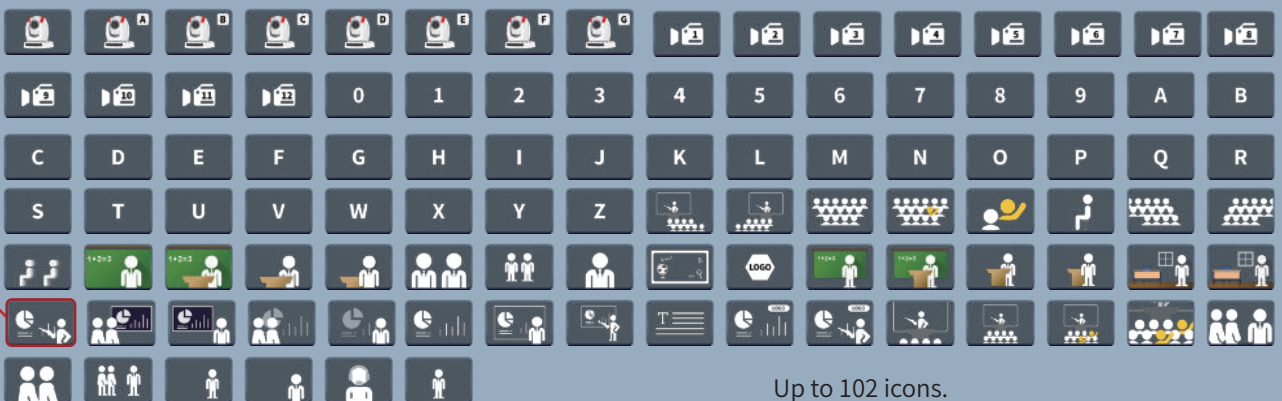 A B C D E F G 1 2 3 4 5 6 7 8
9 10 11 12 0 1 2 3 4 5 6 7 8 9 A B
C D E F G H I J K L M N O P Q R
S T U V W X Y Z
1+2=3 1+2=3 LOGO 1+2=3 1+2=3
T
Up to 102 icons.